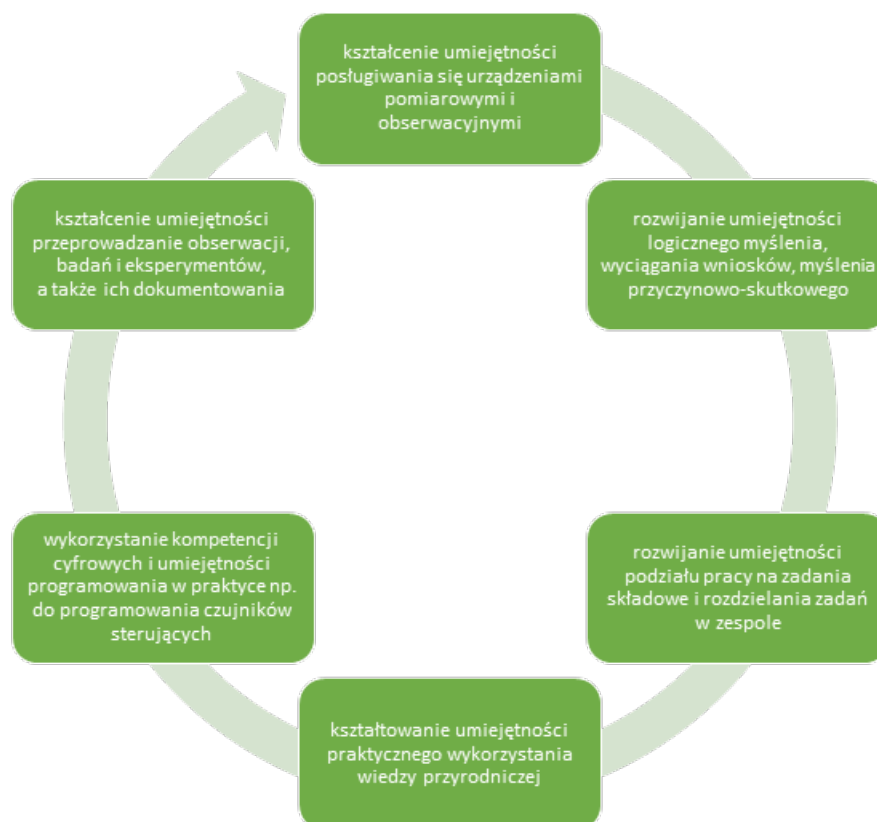 kształcenie umiejętności
posługiwania się urządzeniami
pomiarowymi i
obserwacyjnymi
rozwijanie umiejętności
logicznego myślenia,
wyciągania wniosków, myślenia
przyczynowo-skutkowego
rozwijanie umiejętności
podziału pracy na zadania
składowe i rozdzielania zadań
w zespole
kształtowanie umiejętności
praktycznego wykorzystania
wiedzy przyrodniczej
wykorzystanie kompetencji
cyfrowych i umiejętności
programowania w praktyce np.
do programowania czujników
sterujących
kształcenie umiejętności
przeprowadzanie obserwacji,
badań i eksperymentów,
a także ich dokumentowania